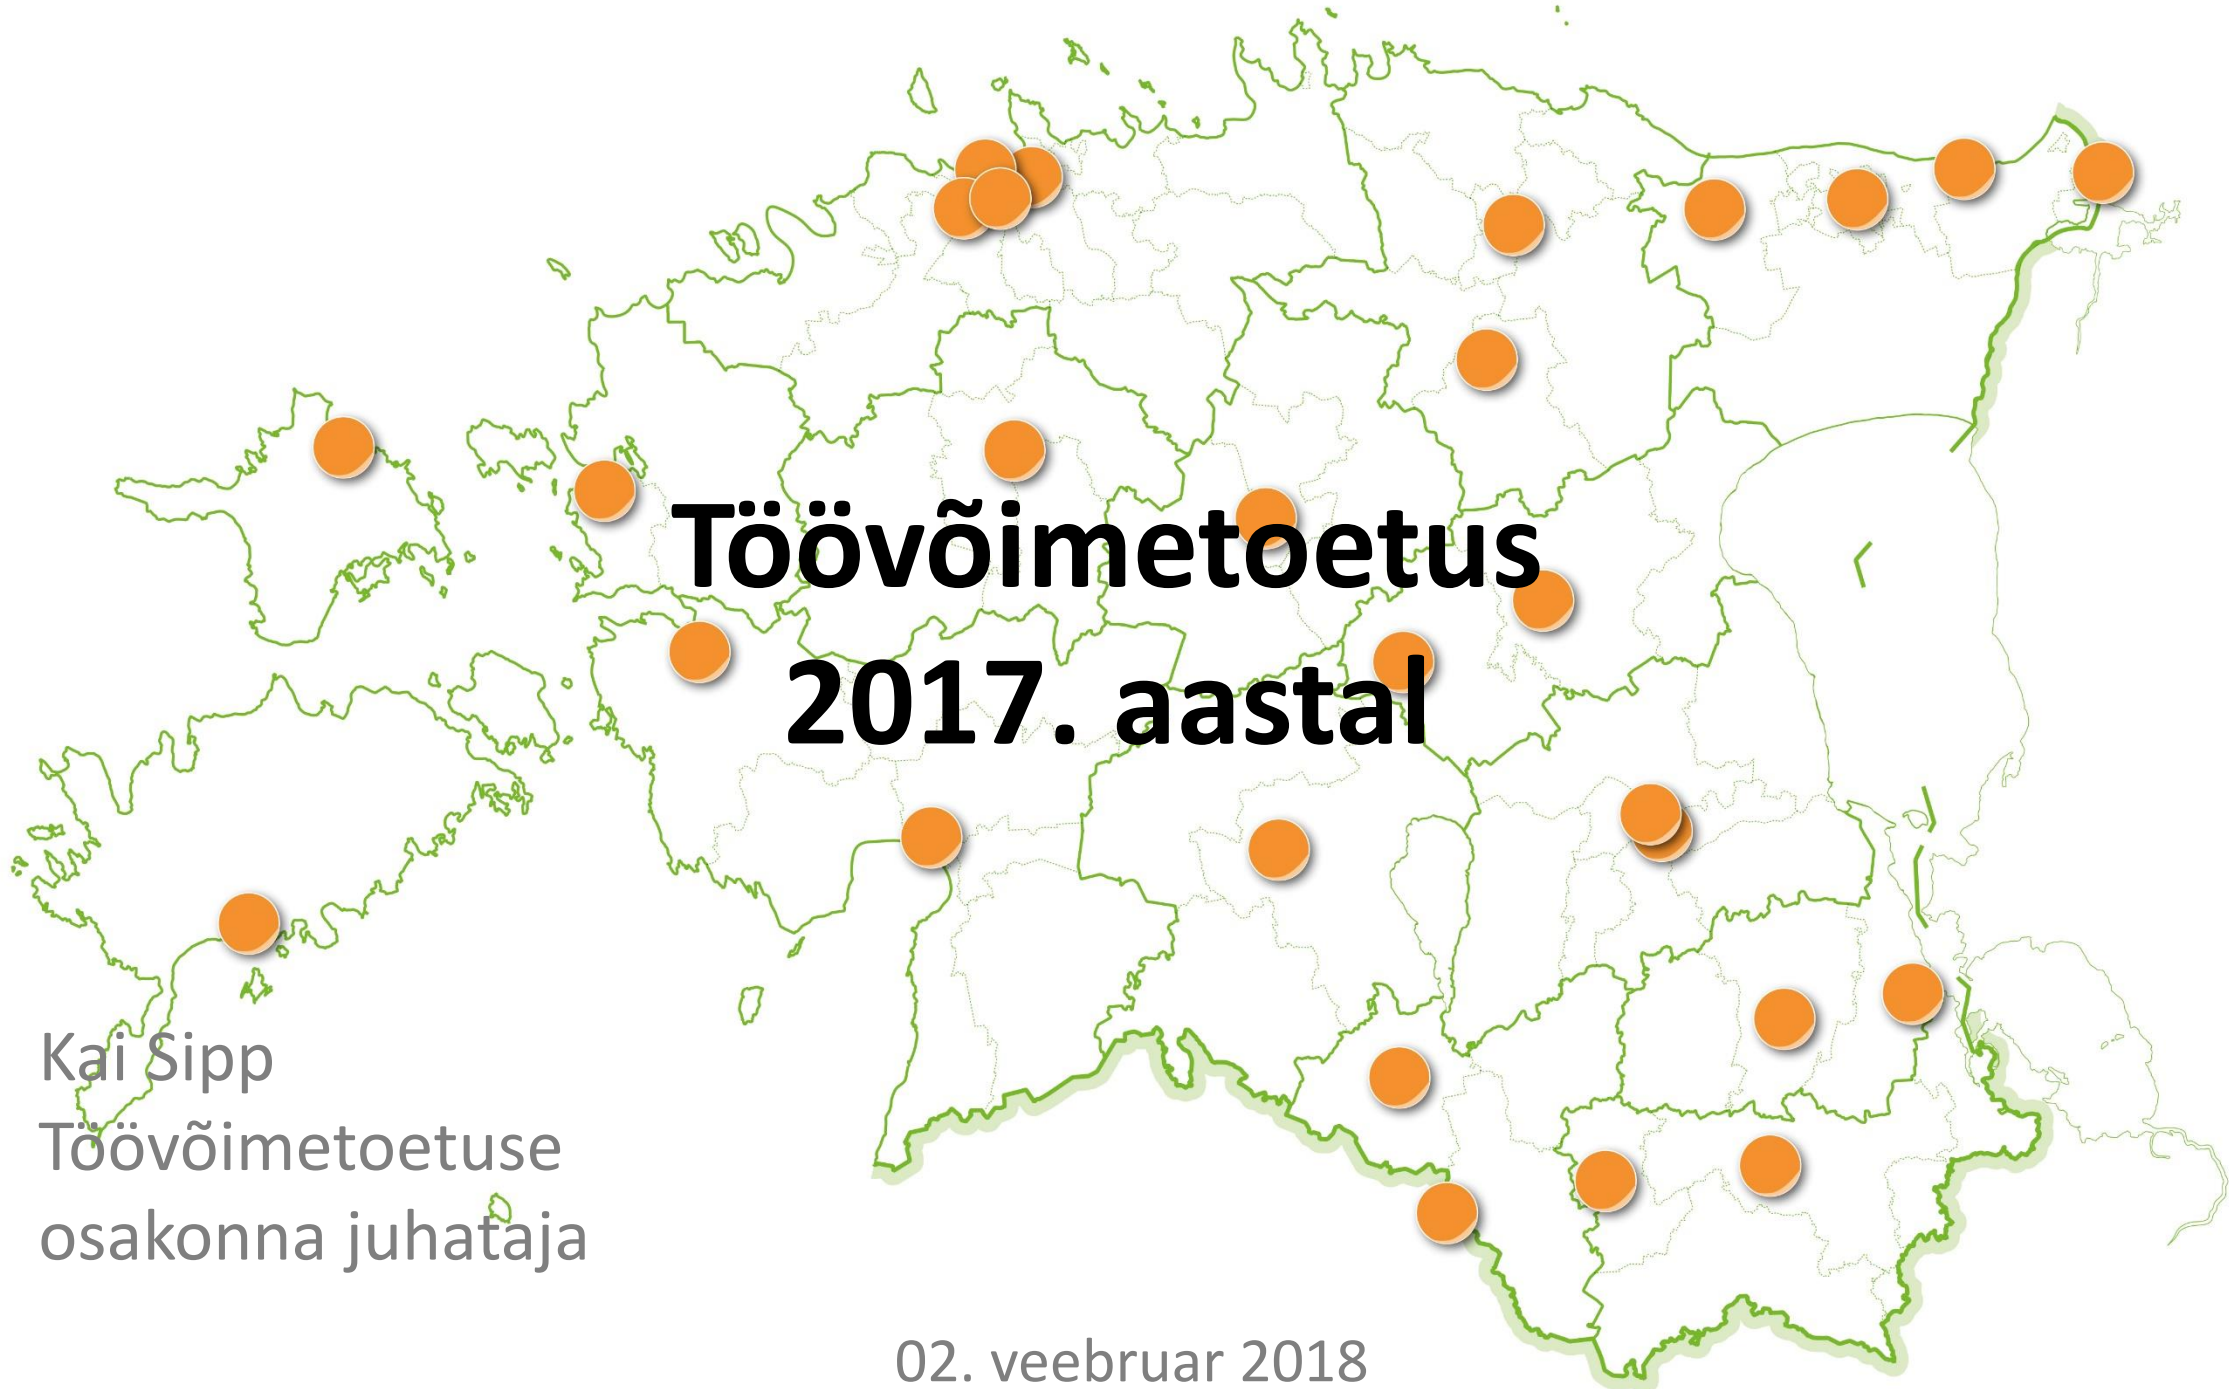 Töövõimetoetus
2017. aastal
Kai Sipp
Töövõimetoetuse
osakonna juhataja
02. veebruar 2018